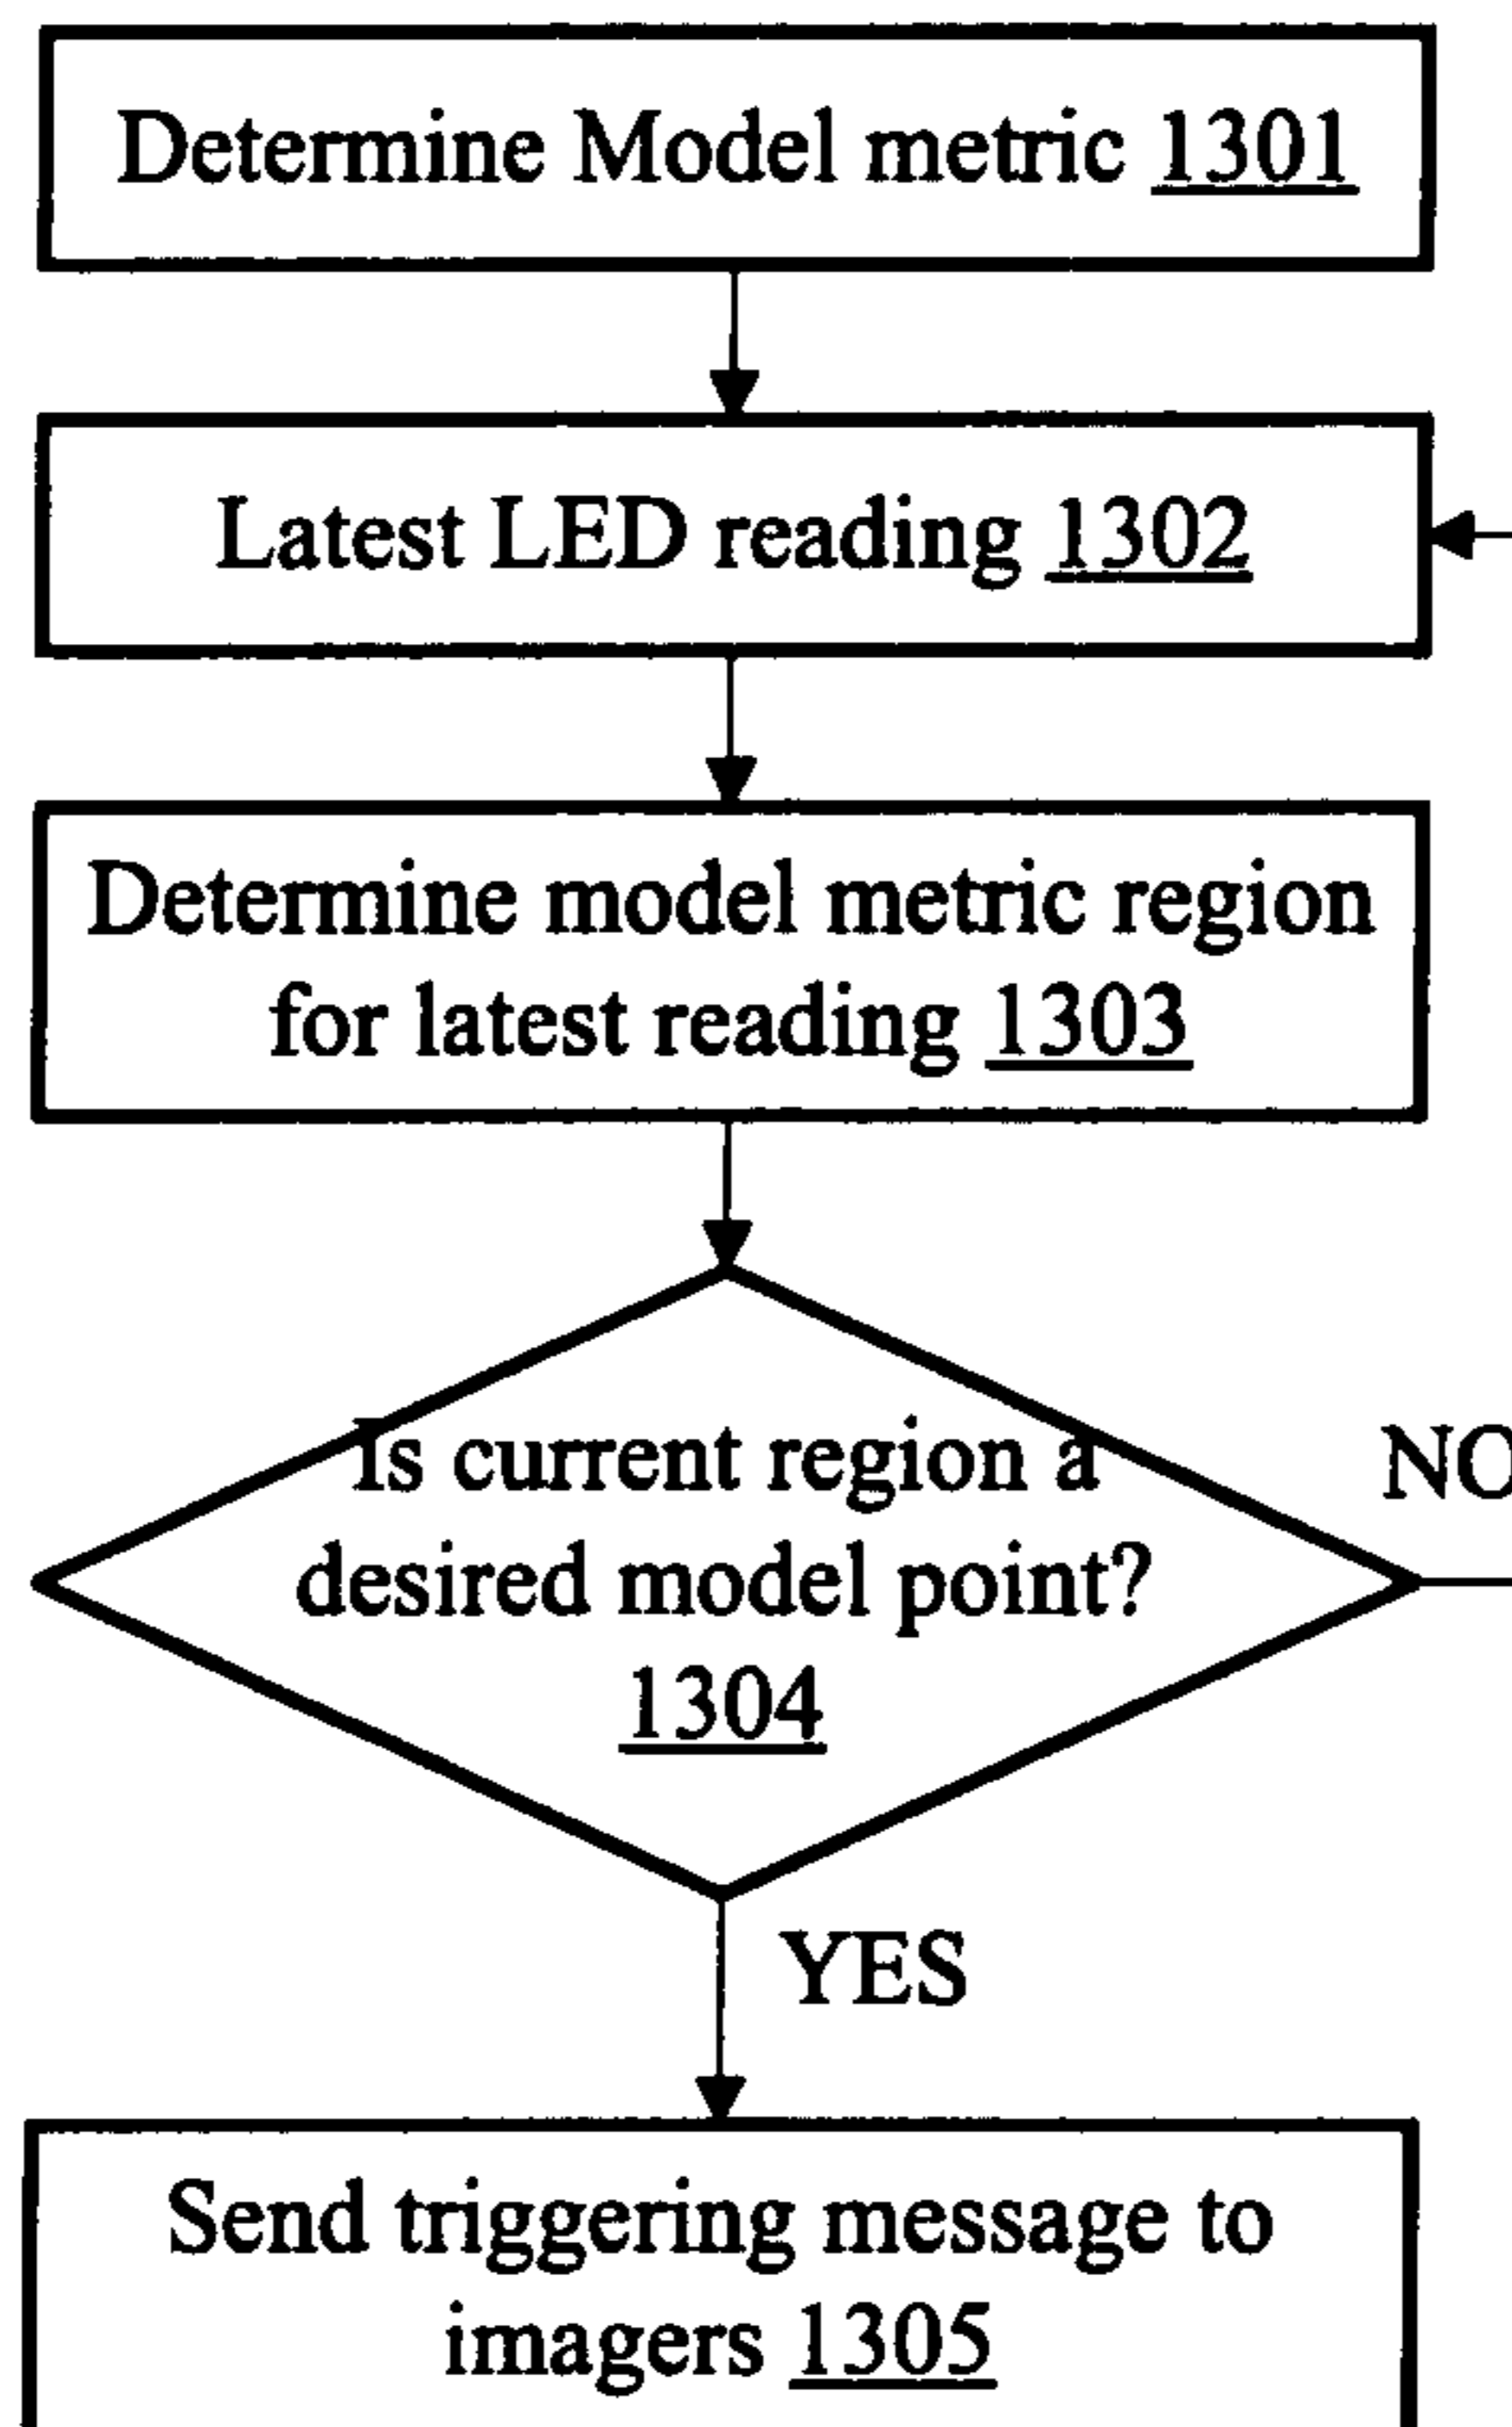 Determine Model metric 1301
Latest LED reading 1302
Determine model metric region
for latest reading 1303
Is current region a
desired model point?
1304
NO
YES
Send triggering message to
imagers 1305